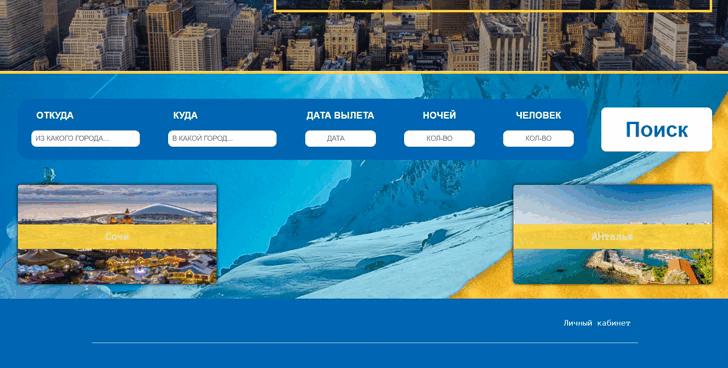 ОТКУДА КУДА ДАТА ВЫЛЕТА НОЧЕЙ ЧЕЛОВЕК
ИЗ КАКОГО ГОРОДА... В КАКОЙ ГОРОД... ДАТА КОЛ-ВО КОЛ-ВО
Поиск
Сочи
АНталья
Личный кабинет